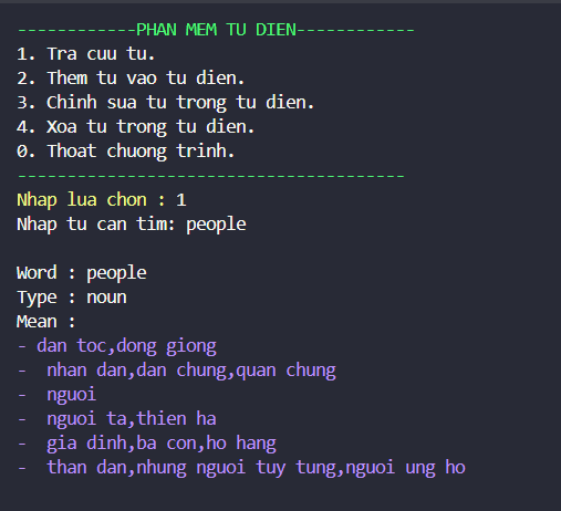 ------------PHAN MEM TU DIEN------------
1. Tra cuu tu.
2. Them tu vao tu dien.
3. Chinh sua tu trong tu dien.
4. Xoa tu trong tu dien.
0. Thoat chuong trinh.
---------------------------------------
Nhap lua chon : 1
Nhap tu can tim: people

Word : people
Type : noun
Mean :
- dan toc,dong giong
-  nhan dan,dan chung,quan chung
-  nguoi
-  nguoi ta,thien ha
-  gia dinh,ba con,ho hang
-  than dan,nhung nguoi tuy tung,nguoi ung ho